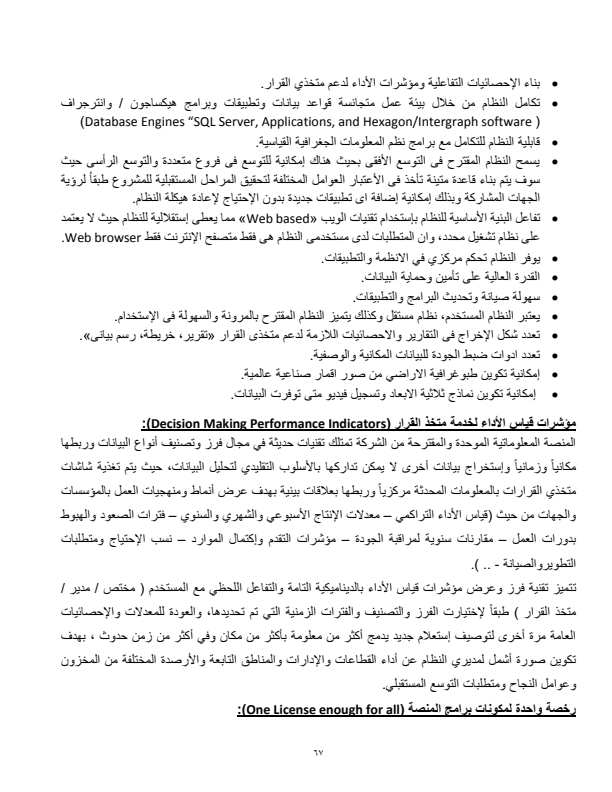 • بناء الإحصائيات التفاعلية ومؤشرات الأداء لدعم متخذي القرار.
• تكامل النظام من خلال بيئة عمل متجانسة قواعد بيانات وتطبيقات وبرامج هيكساجون / وانترجراف
(Database Engines “SQL Server, Applications, and Hexagon/Intergraph software )
• قابلية النظام للتكامل مع برامج نظم المعلومات الجغرافية القياسية.
• يسمح النظام المقترح فى التوسع الأفقى بحيث هناك إمكانية للتوسع فى فروع متعددة والتوسع الرأسى حيث
سوف يتم بناء قاعدة متينة تأخذ فى الأعتبار العوامل المختلفة لتحقيق المراحل المستقبلية للمشروع طبقاً لرؤية
الجهات المشاركة وبذلك إمكانية إضافة اى تطبيقات جديدة بدون الإحتياج لإعادة هيكلة النظام.
• تفاعل البنية الأساسية للنظام بإستخدام تقنيات الويب «Web based» مما يعطى إستقلالية للنظام حيث لا يعتمد
على نظام تشغيل محدد، وان المتطلبات لدى مستخدمى النظام هى فقط متصفح الإنترنت فقط Web browser.
• يوفر النظام تحكم مركزي في الانظمة والتطبيقات.
• القدرة العالية على تأمين وحماية البيانات.
• سهولة صيانة وتحديث البرامج والتطبيقات.
• يعتبر النظام المستخدم، نظام مستقل وكذلك يتميز النظام المقترح بالمرونة والسهولة فى الإستخدام.
• تعدد شكل الإخراج فى التقارير والاحصائيات اللازمة لدعم متخذى القرار «تقرير، خريطة، رسم بيانى».
• تعدد ادوات ضبط الجودة للبيانات المكانية والوصفية.
• إمكانية تكوين طبوغرافية الاراضي من صور اقمار صناعية عالمية.
• إمكانية تكوين نماذج ثلاثية الابعاد وتسجيل فيديو متى توفرت البيانات.
مؤشرات قياس الأداء لخدمة متخذ القرار (Decision Making Performance Indicators):
المنصة المعلوماتية الموحدة والمقترحة من الشركة تمتلك تقنيات حديثة في مجال فرز وتصنيف أنواع البيانات وربطها
مكانياً وزمانياً وإستخراج بيانات أخرى لا يمكن تداركها بالأسلوب التقليدي لتحليل البيانات، حيث يتم تغذية شاشات
متخذي القرارات بالمعلومات المحدثة مركزياً وربطها بعلاقات بينية بهدف عرض أنماط ومنهجيات العمل بالمؤسسات
والجهات من حيث (قياس الأداء التراكمي – معدلات الإنتاج الأسبوعي والشهري والسنوي – فترات الصعود والهبوط
بدورات العمل – مقارنات سنوية لمراقبة الجودة – مؤشرات التقدم وإكتمال الموارد – نسب الإحتياج ومتطلبات
التطويروالصيانة - .. ).
تتميز تقنية فرز وعرض مؤشرات قياس الأداء بالديناميكية التامة والتفاعل اللحظي مع المستخدم ( مختص / مدير /
متخذ القرار ) طبقاً لإختيارت الفرز والتصنيف والفترات الزمنية التي تم تحديدها، والعودة للمعدلات والإحصائيات
العامة مرة أخرى لتوصيف إستعلام جديد يدمج أكثر من معلومة بأكثر من مكان وفي أكثر من زمن حدوث ، بهدف
تكوين صورة أشمل لمديري النظام عن أداء القطاعات والإدارات والمناطق التابعة والأرصدة المختلفة من المخزون
وعوامل النجاح ومتطلبات التوسع المستقبلي.
رخصة واحدة لمكونات برامج المنصة (One License enough for all):
٦٧